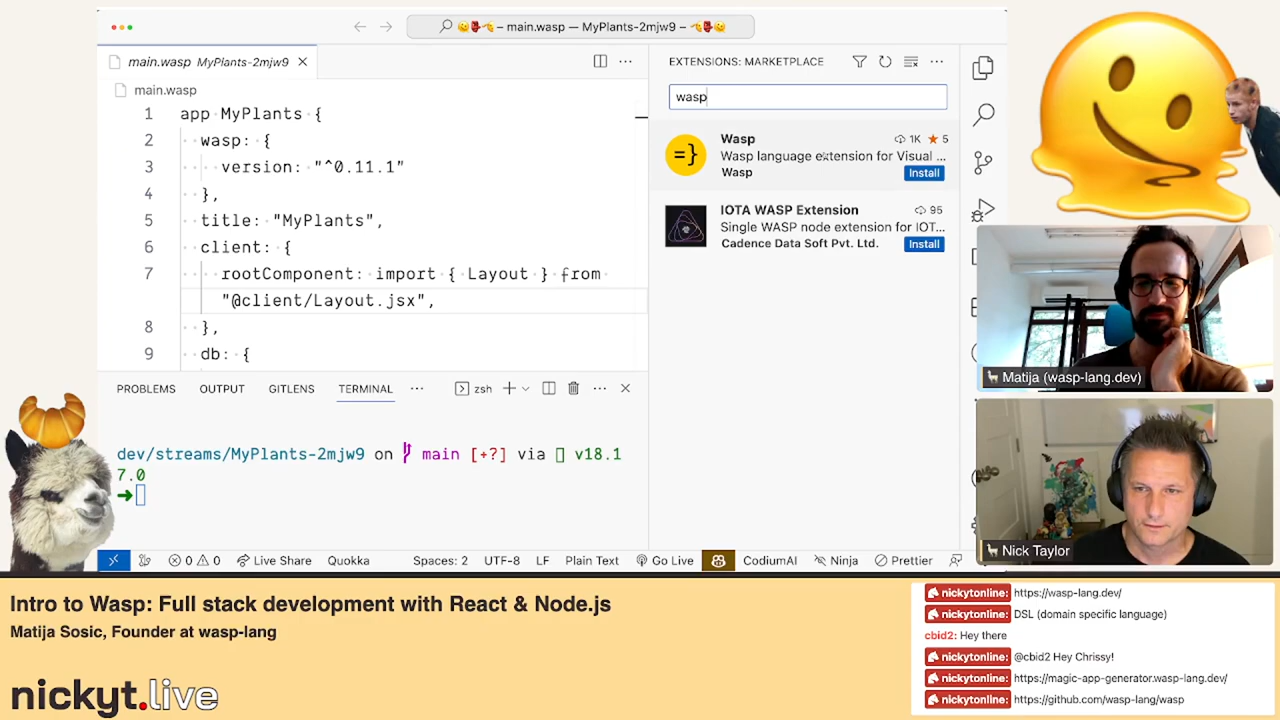 – main.wasp — MyPlants-2mjw9 –
main.wasp MyPlants-2mjw9
main.wasp
1 app MyPlants {
2 wasp: {
3 version: "^0.11.1"
4 },
5 title: "MyPlants",
6 client: {
7 rootComponent: import { Layout } from
"@client/Layout.jsx",
8 },
9 db: {
PROBLEMS OUTPUT GITLENS TERMINAL zsh
dev/streams/MyPlants-2mjw9 on main [+?] via v18.1
7.0
EXTENSIONS: MARKETPLACE
wasp
Wasp 1K 5
Wasp language extension for Visual ...
Wasp Install
=}
IOTA WASP Extension 95
Single WASP node extension for IOT...
Cadence Data Soft Pvt. Ltd. Install
0 0 Live Share Quokka Spaces: 2 UTF-8 LF Plain Text Go Live CodiumAI Ninja Prettier
Matija (wasp-lang.dev)
Nick Taylor
Intro to Wasp: Full stack development with React & Node.js
Matija Sosic, Founder at wasp-lang
nickyt.live
nickytonline: https://wasp-lang.dev/
nickytonline: DSL (domain specific language)
cbid2: Hey there
nickytonline: @cbid2 Hey Chrissy!
nickytonline: https://magic-app-generator.wasp-lang.dev/
nickytonline: https://github.com/wasp-lang/wasp